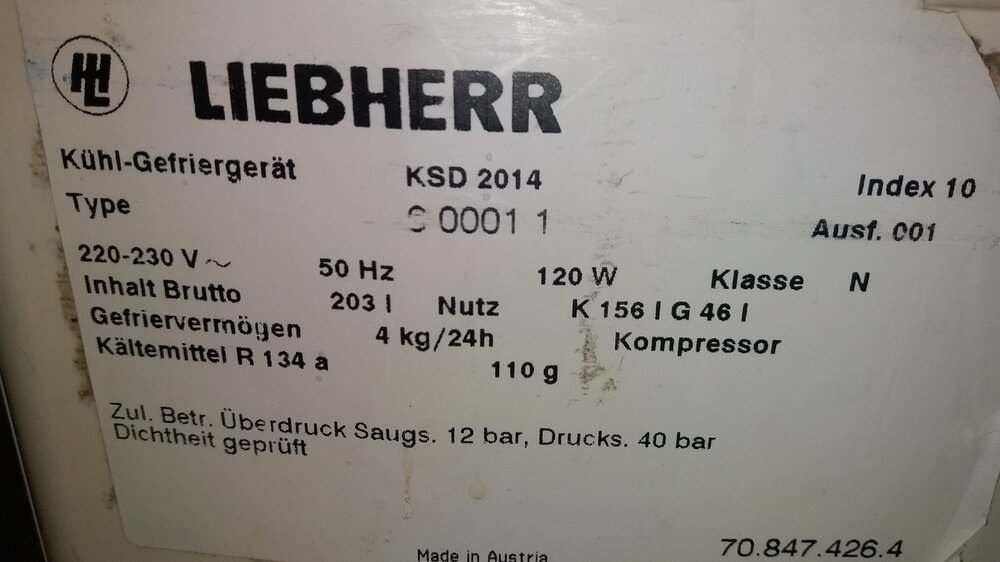 HL LIEBHERR
Kühl-Gefriergerät KSD 2014 Index 10
Type 0001 1 Ausf. 001
220-230 V ~ 50 Hz 120 W Klasse N
Inhalt Brutto 203 l Nutz K 156 l G 46 l
Gefriervermögen 4 kg/24h Kompressor
Kältemittel R 134 a 110 g
Zul. Betr. Überdruck Saugs. 12 bar, Drucks. 40 bar
Dichtheit geprüft
Made in Austria 70.847.426.4